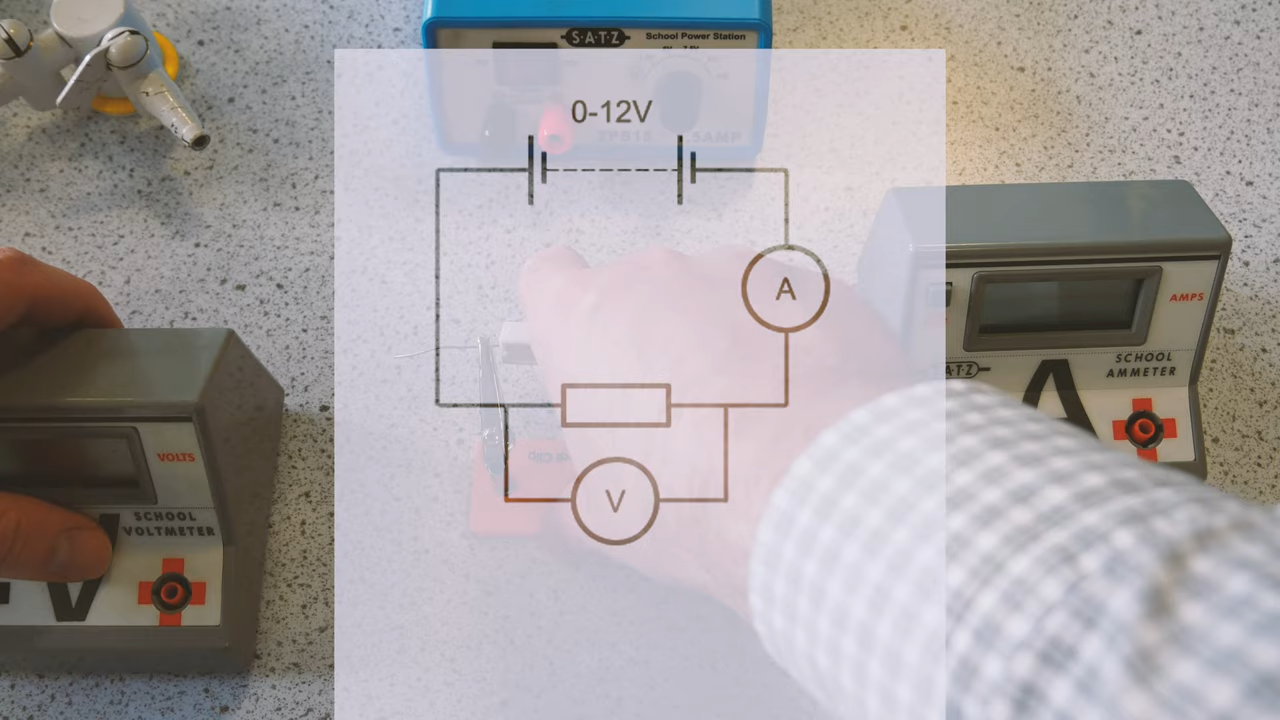 S·A·T·Z
School Power Station
0-12V
A
AMPS
SCHOOL
AMMETER
A·T·Z
A
VOLTS
SCHOOL
VOLTMETER
V
V